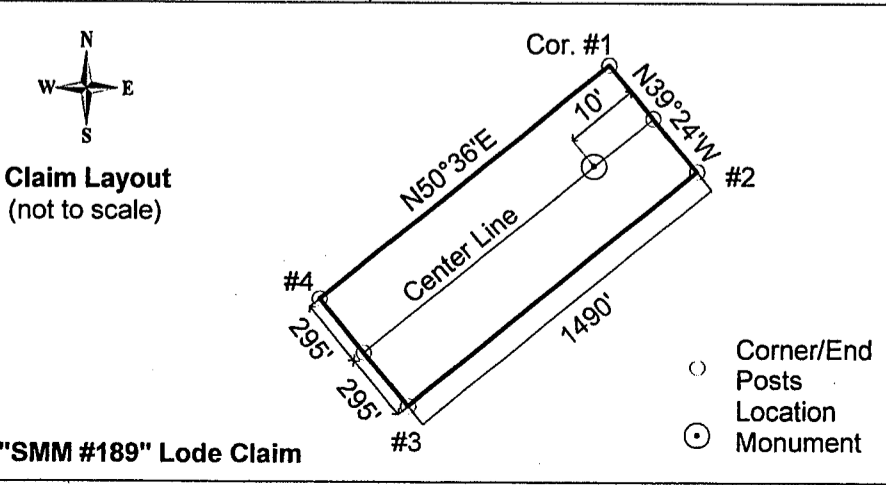 N
W E
S
Claim Layout
(not to scale)
Cor. #1
N39°24'W
10'
#2
N50°36'E
Center Line
#4
295'
295'
1490'
#3
Corner/End
Posts
Location
Monument
"SMM #189" Lode Claim